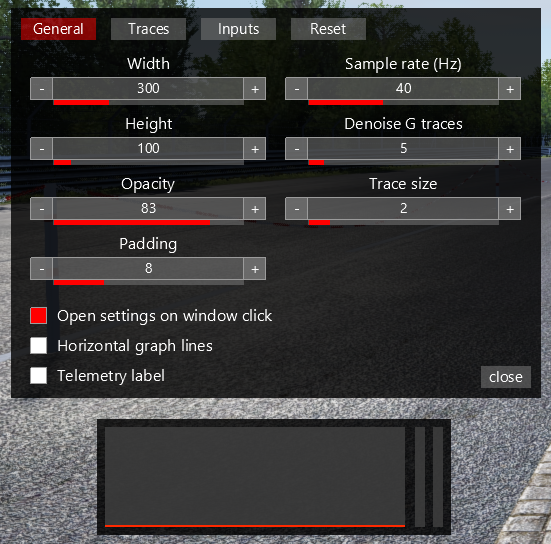 General Traces Inputs Reset
Width Sample rate (Hz)
- 300 + - 40 +
Height Denoise G traces
- 100 + - 5 +
Opacity Trace size
- 83 + - 2 +
Padding
- 8 +
Open settings on window click
Horizontal graph lines
Telemetry label
close